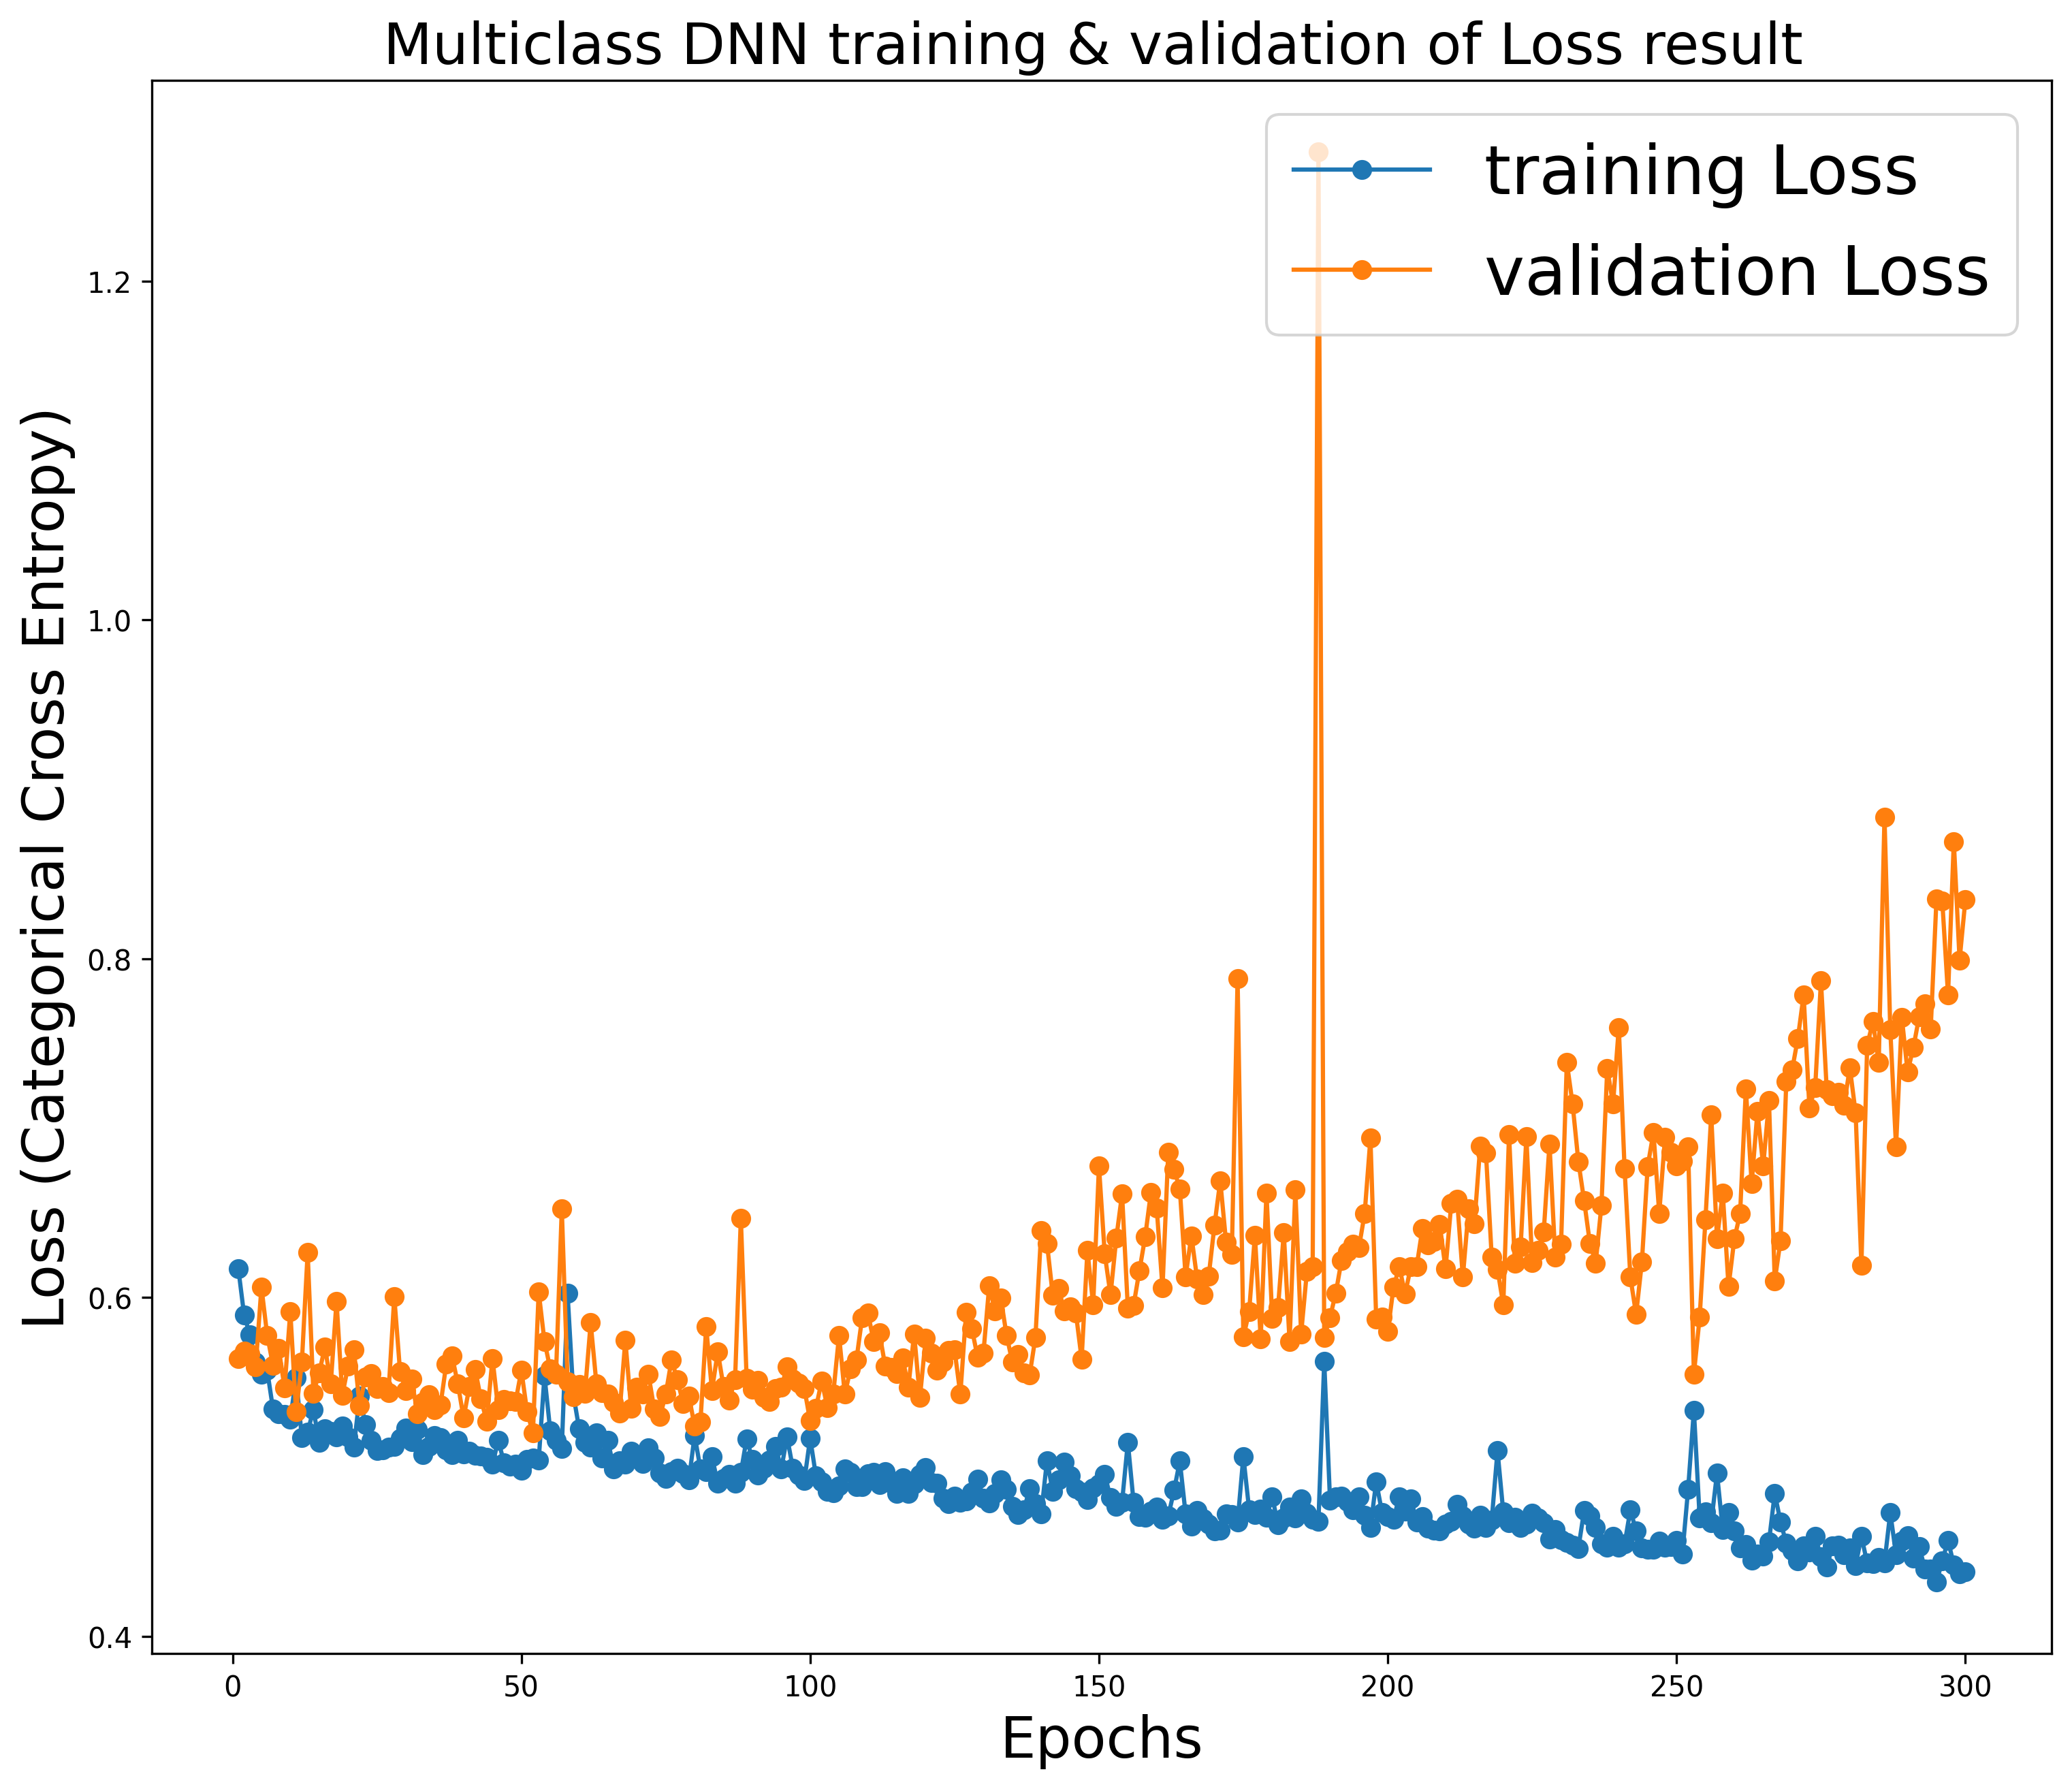 Multiclass DNN training & validation of Loss result
training Loss
validation Loss
Loss (Categorical Cross Entropy)
1.2
1.0
0.8
0.6
0.4
0 50 100 150 200 250 300
Epochs